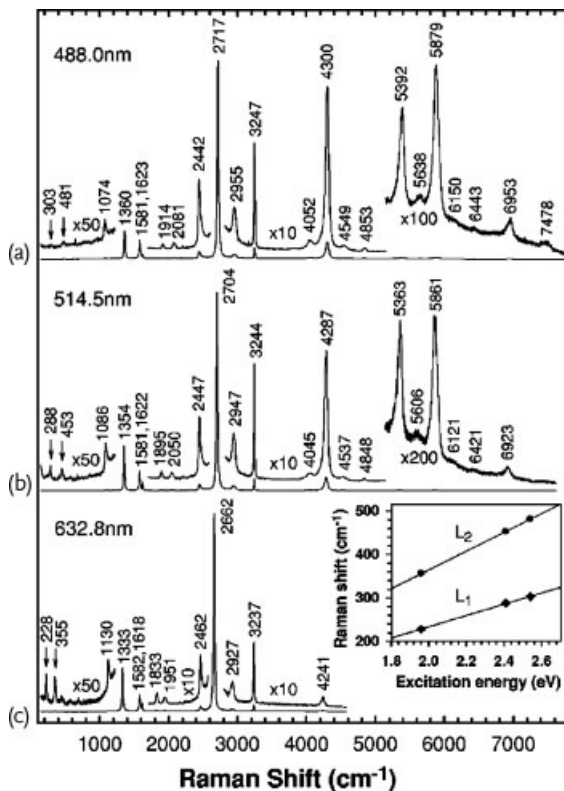 488.0nm
303
481
x50
1074
1360
1581,1623
1914
2081
2442
2717
2955
3247
x10
4052
4300
4549
4853
5392
5638
5879
6150
6443
6953
7478
x100
(a)
514.5nm
288
453
x50
1086
1354
1581,1622
1895
2050
2447
2704
2947
3244
x10
4045
4287
4537
4848
5363
5606
5861
6121
6421
6923
x200
(b)
632.8nm
228
355
x50
1130
1333
1582,1618
1833
1951
x10
2462
2662
2927
3237
x10
4241
(c)
500
400
300
200
Raman shift (cm-1)
L2
L1
1.8 2.0 2.2 2.4 2.6
Excitation energy (eV)
1000 2000 3000 4000 5000 6000 7000
Raman Shift (cm-1)